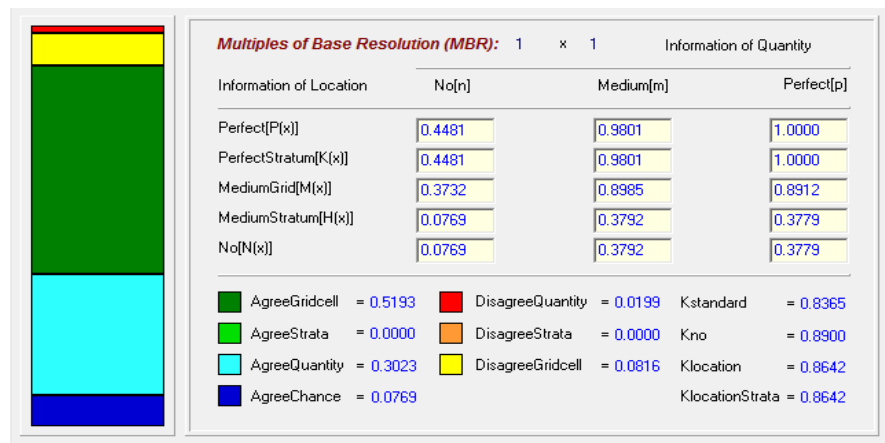 Multiples of Base Resolution (MBR): 1 x 1 Information of Quantity
Information of Location No[n] Medium[m] Perfect[p]
Perfect[P(x)] 0.4481 0.9801 1.0000
PerfectStratum[K(x)] 0.4481 0.9801 1.0000
MediumGrid[M(x)] 0.3732 0.8985 0.8912
MediumStratum[H(x)] 0.0769 0.3792 0.3779
No[N(x)] 0.0769 0.3792 0.3779
AgreeGridcell = 0.5193 DisagreeQuantity = 0.0199 Kstandard = 0.8365
AgreeStrata = 0.0000 DisagreeStrata = 0.0000 Kno = 0.8900
AgreeQuantity = 0.3023 DisagreeGridcell = 0.0816 Klocation = 0.8642
AgreeChance = 0.0769 KlocationStrata = 0.8642